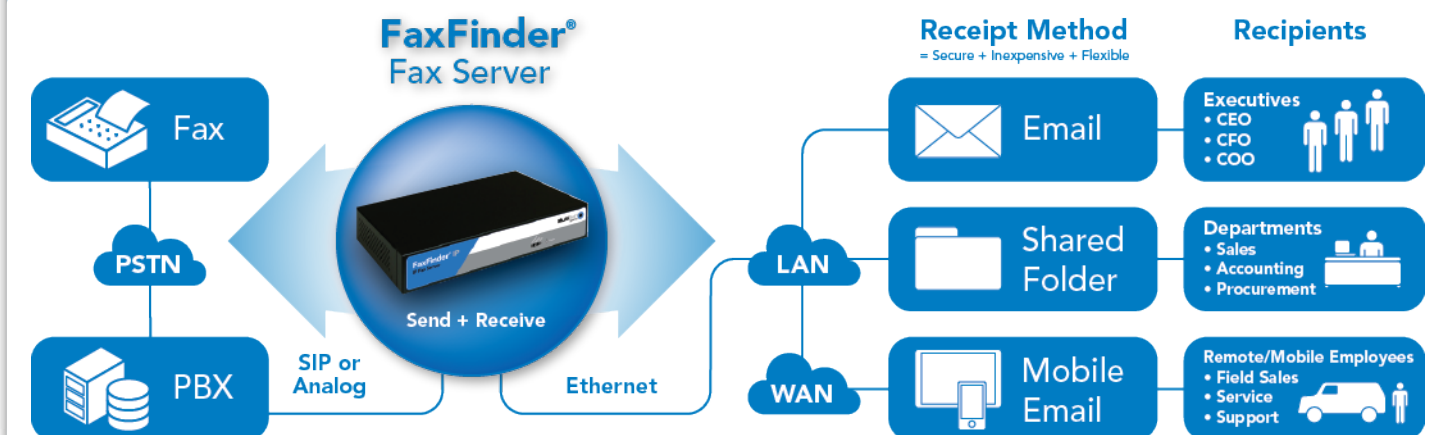 FaxFinder®
Fax Server
Receipt Method
= Secure + Inexpensive + Flexible
Recipients
Fax
PSTN
PBX
SIP or
Analog
FaxFinder® IP
Send + Receive
Ethernet
LAN
WAN
Email
Shared
Folder
Mobile
Email
Executives
• CEO
• CFO
• COO
Departments
• Sales
• Accounting
• Procurement
Remote/Mobile Employees
• Field Sales
• Service
• Support